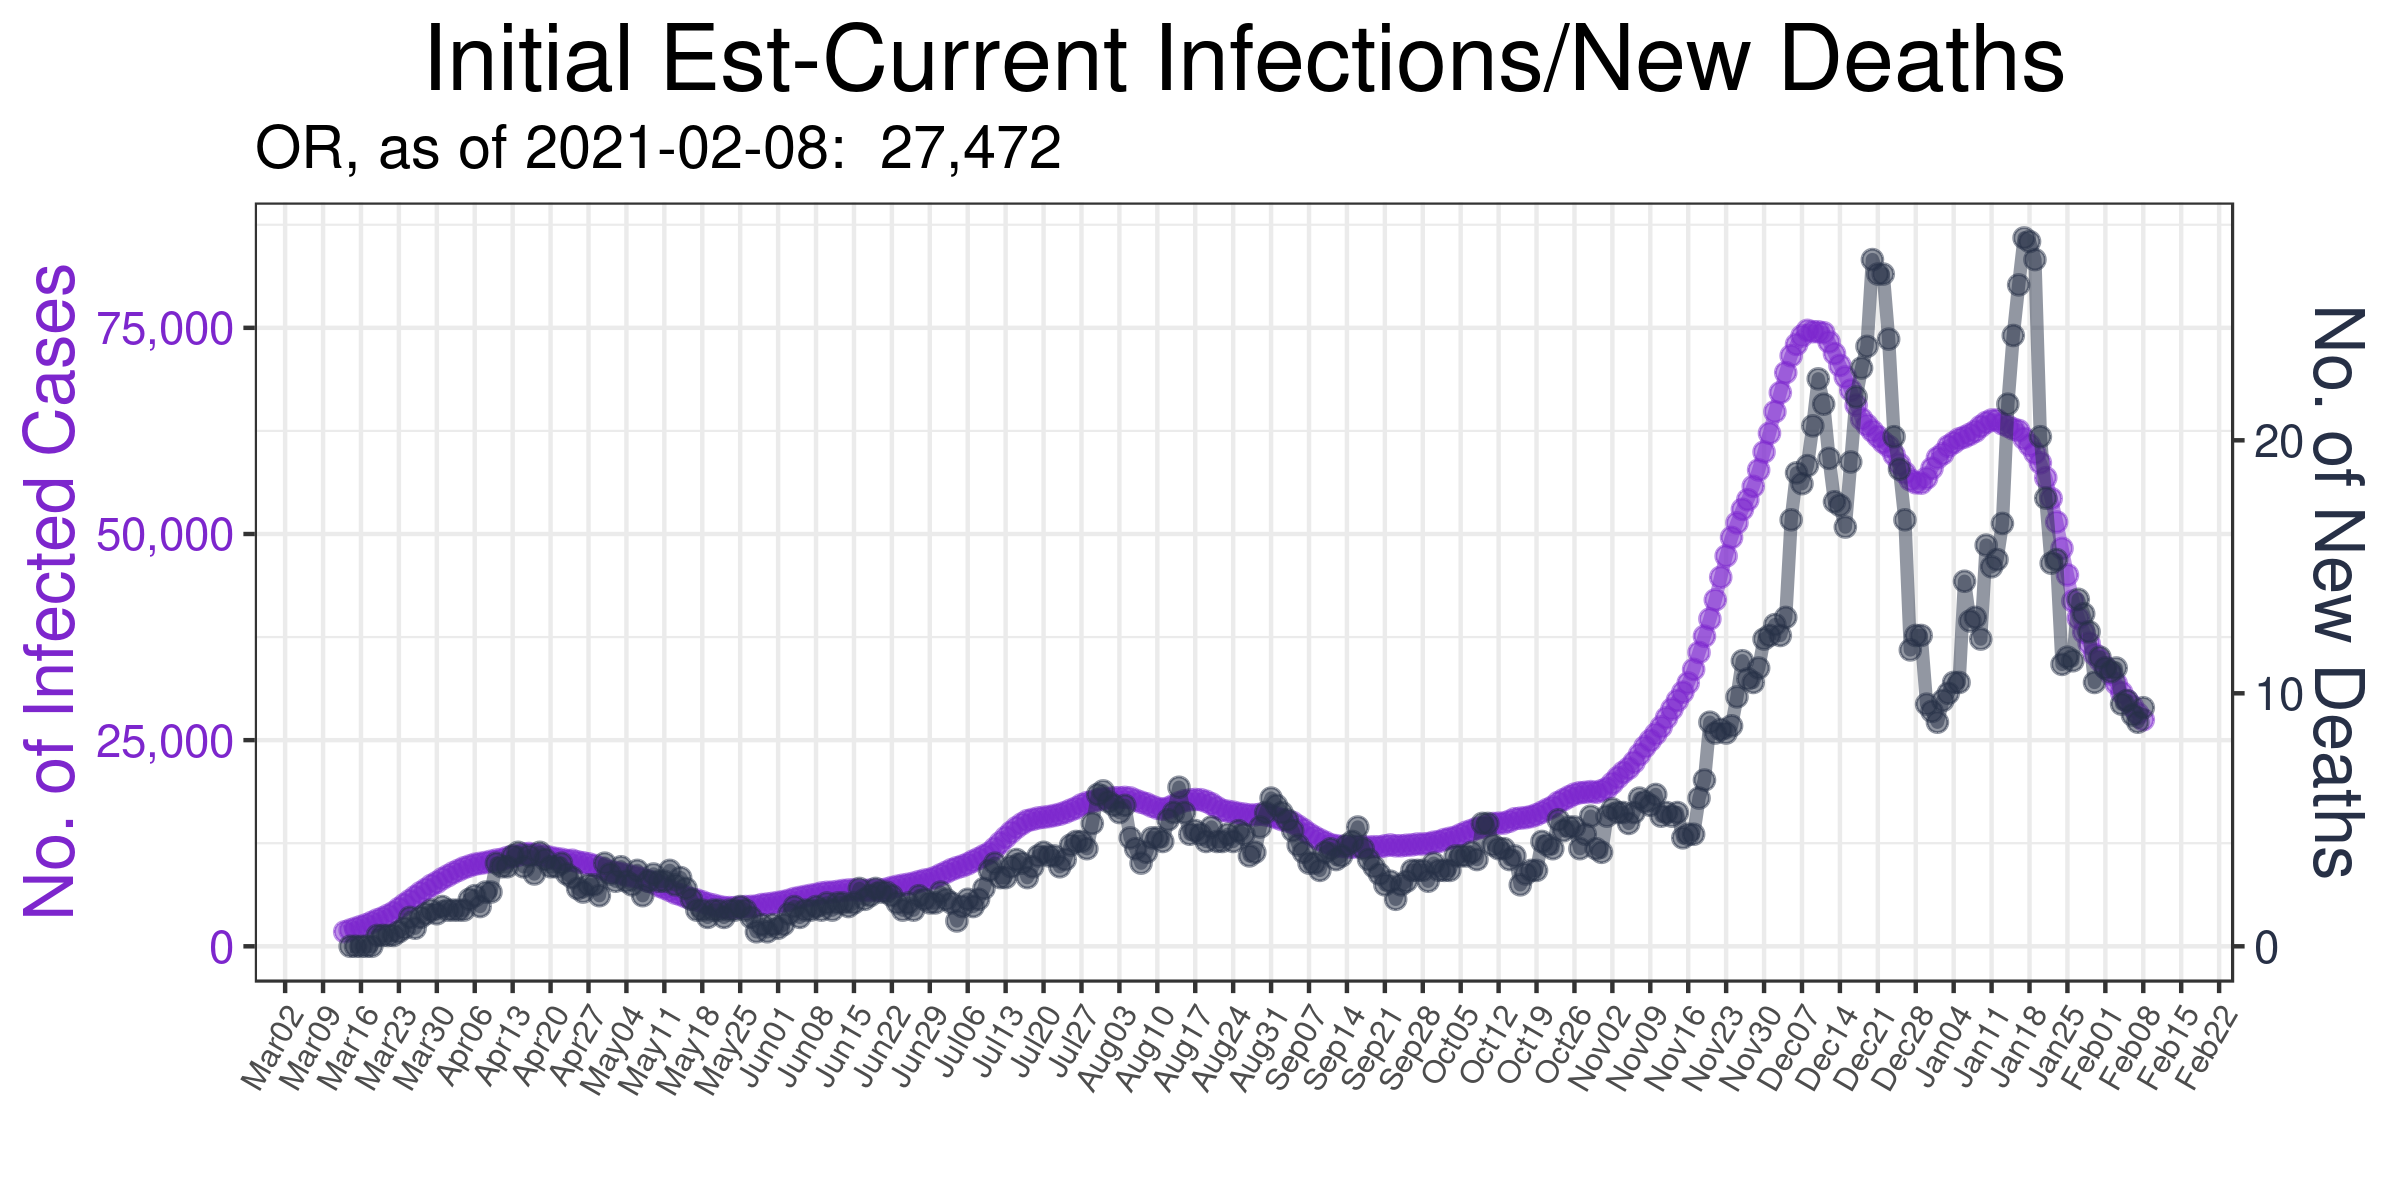 Initial Est-Current Infections/New Deaths
OR, as of 2021-02-08:  27,472
No. of Infected Cases
75,000
50,000
25,000
0
20
10
0
No. of New Deaths
Mar02
Mar09
Mar16
Mar23
Mar30
Apr06
Apr13
Apr20
Apr27
May04
May11
May18
May25
Jun01
Jun08
Jun15
Jun22
Jun29
Jul06
Jul13
Jul20
Jul27
Aug03
Aug10
Aug17
Aug24
Aug31
Sep07
Sep14
Sep21
Sep28
Oct05
Oct12
Oct19
Oct26
Nov02
Nov09
Nov16
Nov23
Nov30
Dec07
Dec14
Dec21
Dec28
Jan04
Jan11
Jan18
Jan25
Feb01
Feb08
Feb15
Feb22